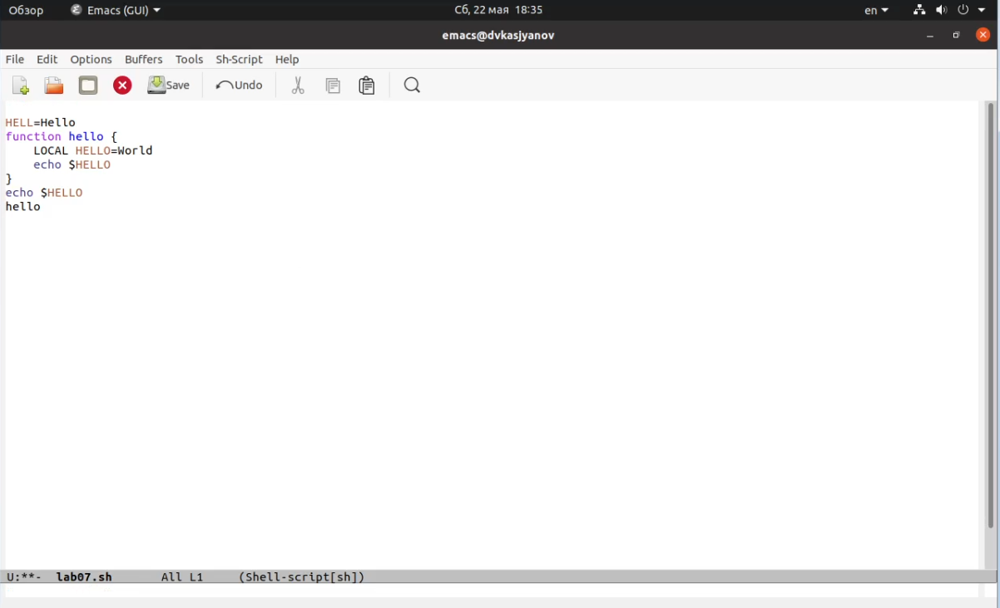 Обзор Emacs (GUI) Сб, 22 мая 18:35 en
emacs@dvkasjyanov
File Edit Options Buffers Tools Sh-Script Help
Save Undo
HELL=Hello
function hello {
    LOCAL HELLO=World
    echo $HELLO
}
echo $HELLO
hello
U:**-  lab07.sh       All L1     (Shell-script[sh])